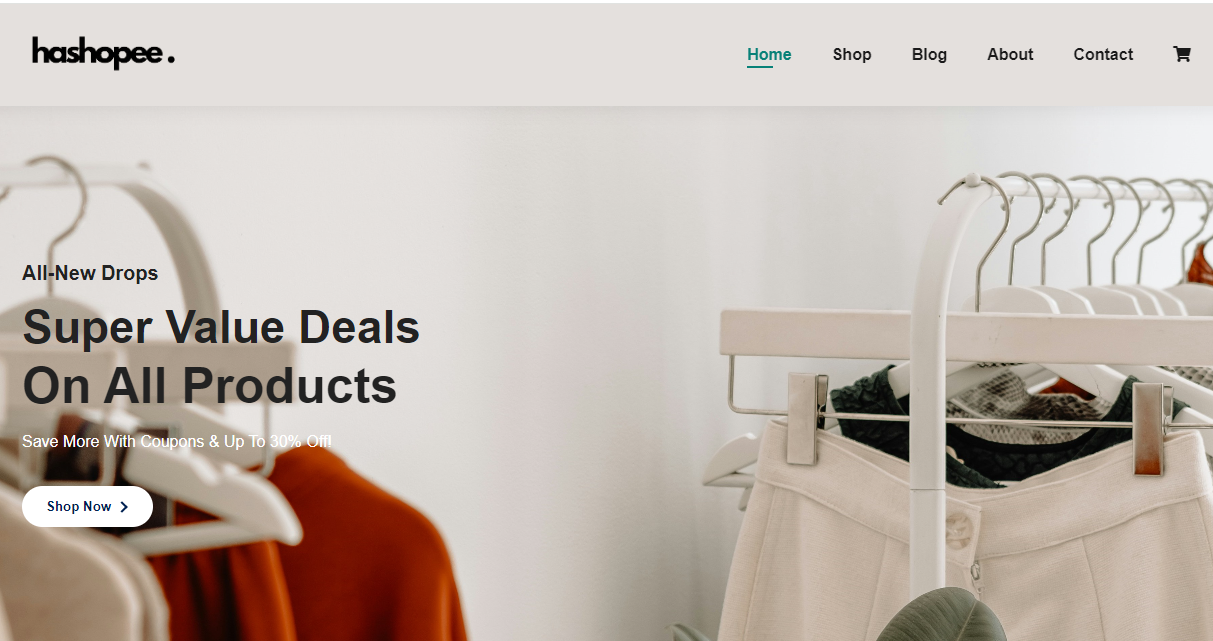 hashopee.
Home Shop Blog About Contact
All-New Drops
Super Value Deals
On All Products
Save More With Coupons & Up To 30% Off!
Shop Now